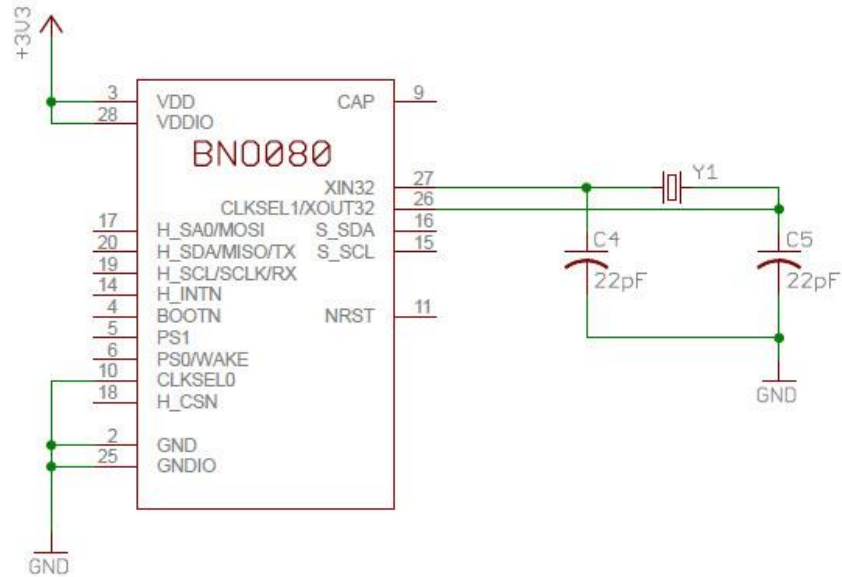 +3V3
3 VDD CAP 9
28 VDDIO
BNO080
XIN32 27 Y1
CLKSEL1/XOUT32 26
17 H_SA0/MOSI S_SDA 16
20 H_SDA/MISO/TX S_SCL 15
C4 C5
19 H_SCL/SCLK/RX
22pF 22pF
14 H_INTN
4 BOOTN NRST 11
5 PS1
6 PS0/WAKE
10 CLKSEL0
18 H_CSN
GND
2 GND
25 GNDIO
GND